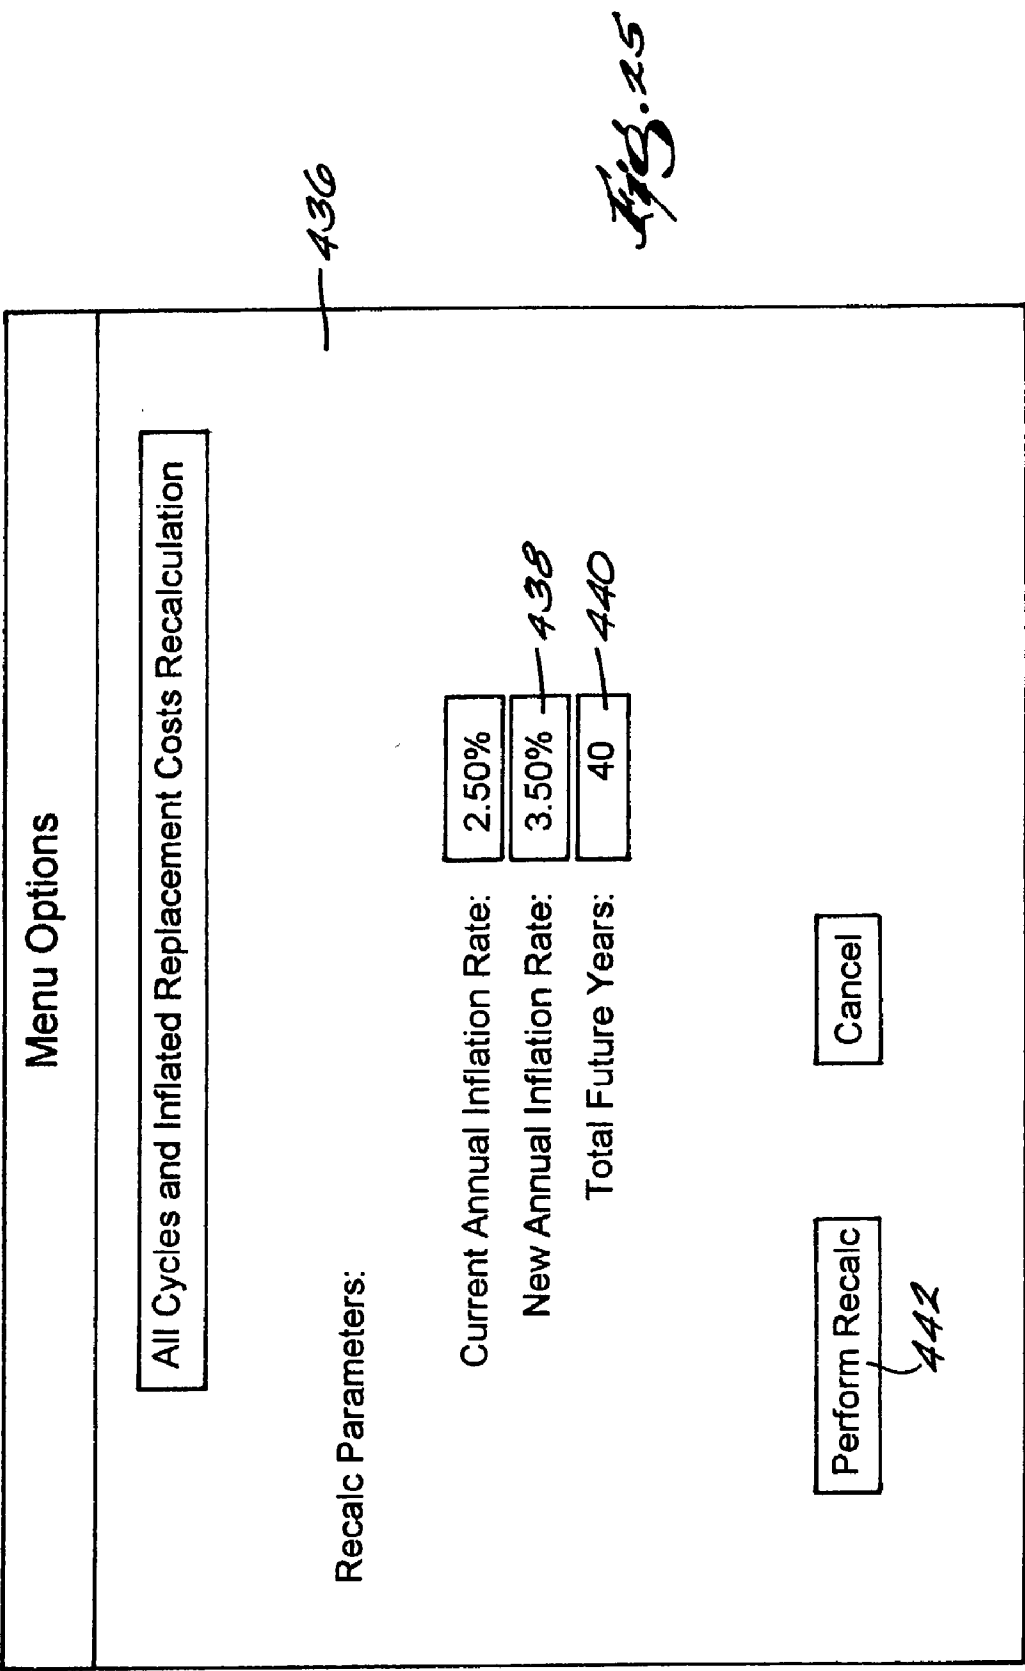 Menu Options
All Cycles and Inflated Replacement Costs Recalculation
436
Recalc Parameters:
Current Annual Inflation Rate: 2.50%
New Annual Inflation Rate: 3.50% 438
Total Future Years: 40 440
Perform Recalc Cancel
442
Fig. 25